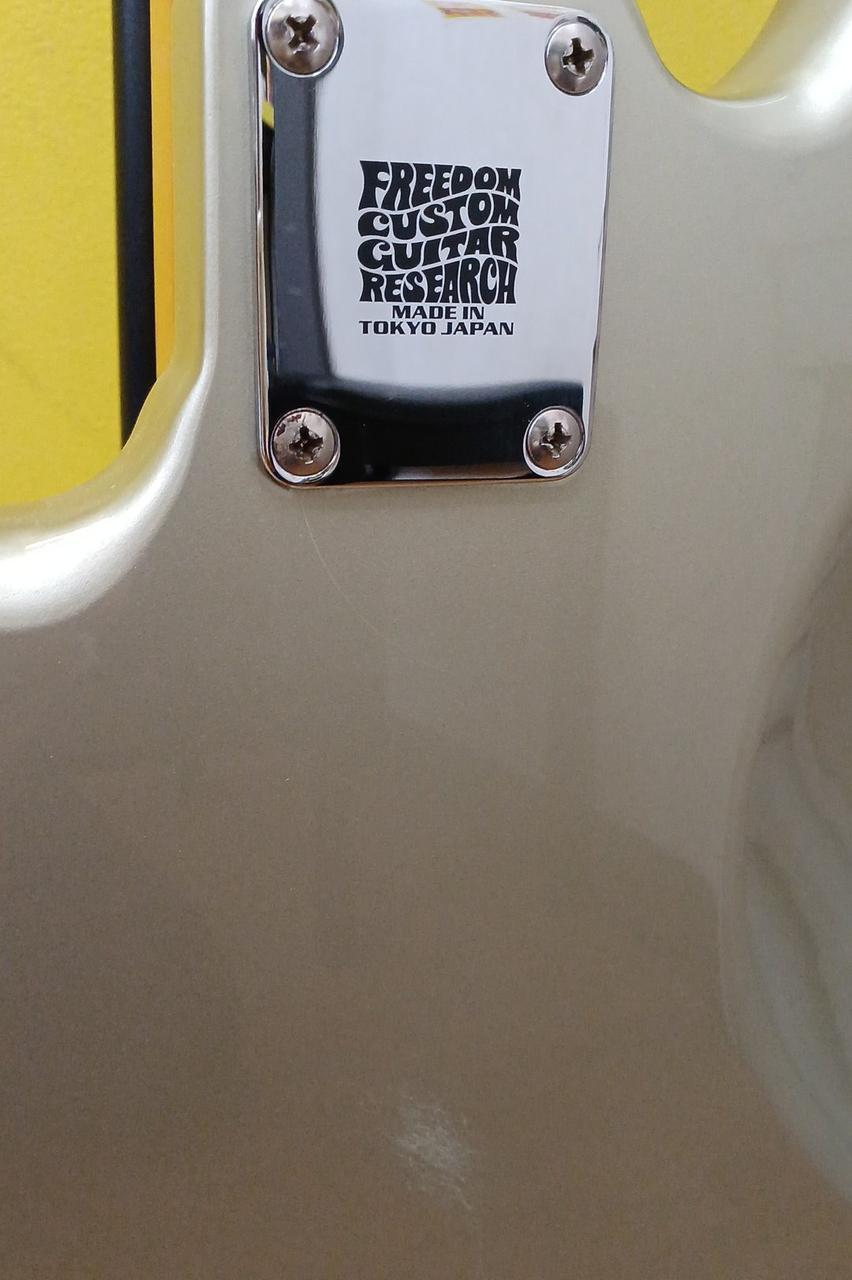 FREEDOM
CUSTOM
GUITAR
RESEARCH
MADE IN
TOKYO JAPAN